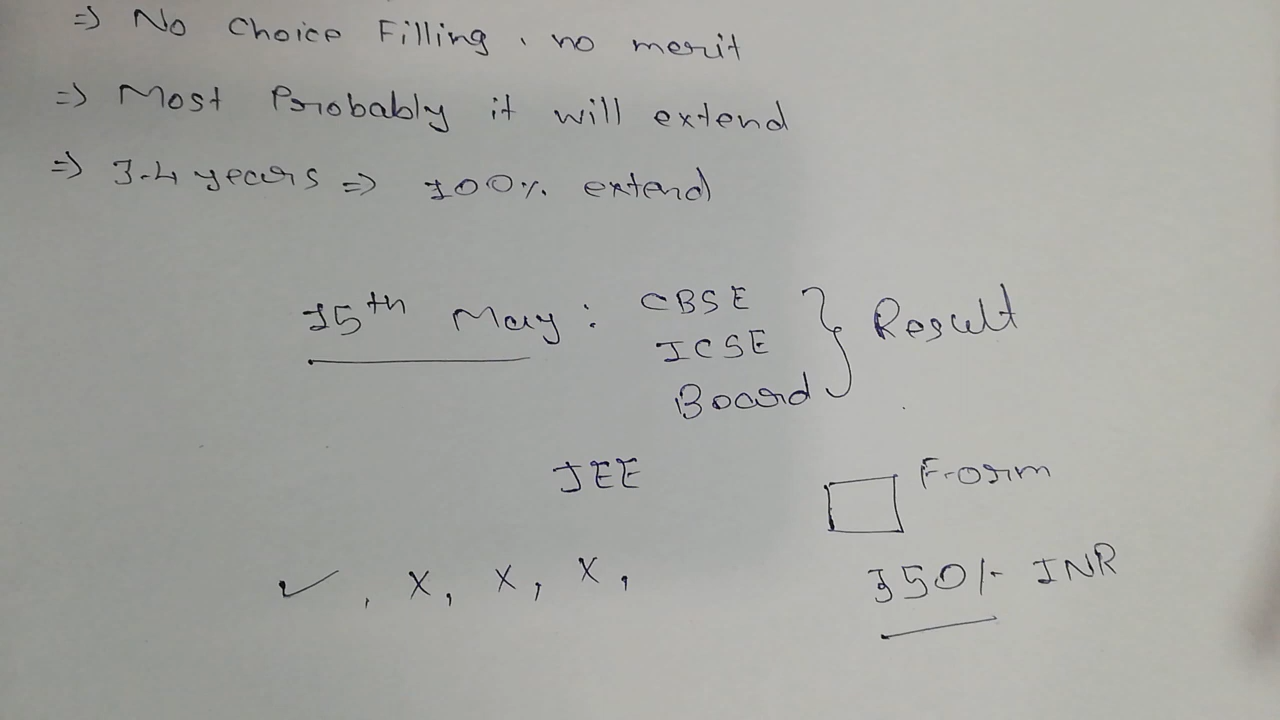 => No Choice Filling, no merit
=> Most Probably it will extend
=> 3-4 years => 100% extend
15th May : CBSE
ICSE
Board } Result
JEE
Form
✓, x, x, x,
350/- INR